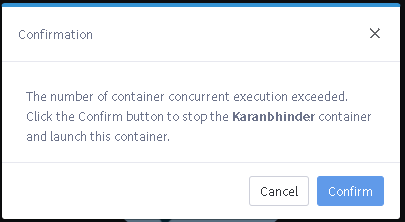 Confirmation
The number of container concurrent execution exceeded.
Click the Confirm button to stop the Karanbhinder container
and launch this container.
Cancel Confirm